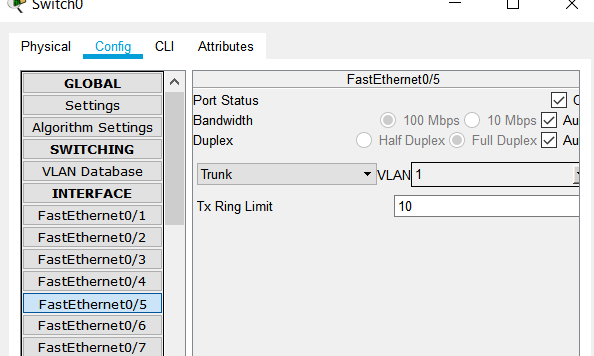 Switch0
Physical Config CLI Attributes
GLOBAL
Settings
Algorithm Settings
SWITCHING
VLAN Database
INTERFACE
FastEthernet0/1
FastEthernet0/2
FastEthernet0/3
FastEthernet0/4
FastEthernet0/5
FastEthernet0/6
FastEthernet0/7
FastEthernet0/5
Port Status
Bandwidth 100 Mbps 10 Mbps Au
Duplex Half Duplex Full Duplex Au
Trunk VLAN 1
Tx Ring Limit 10